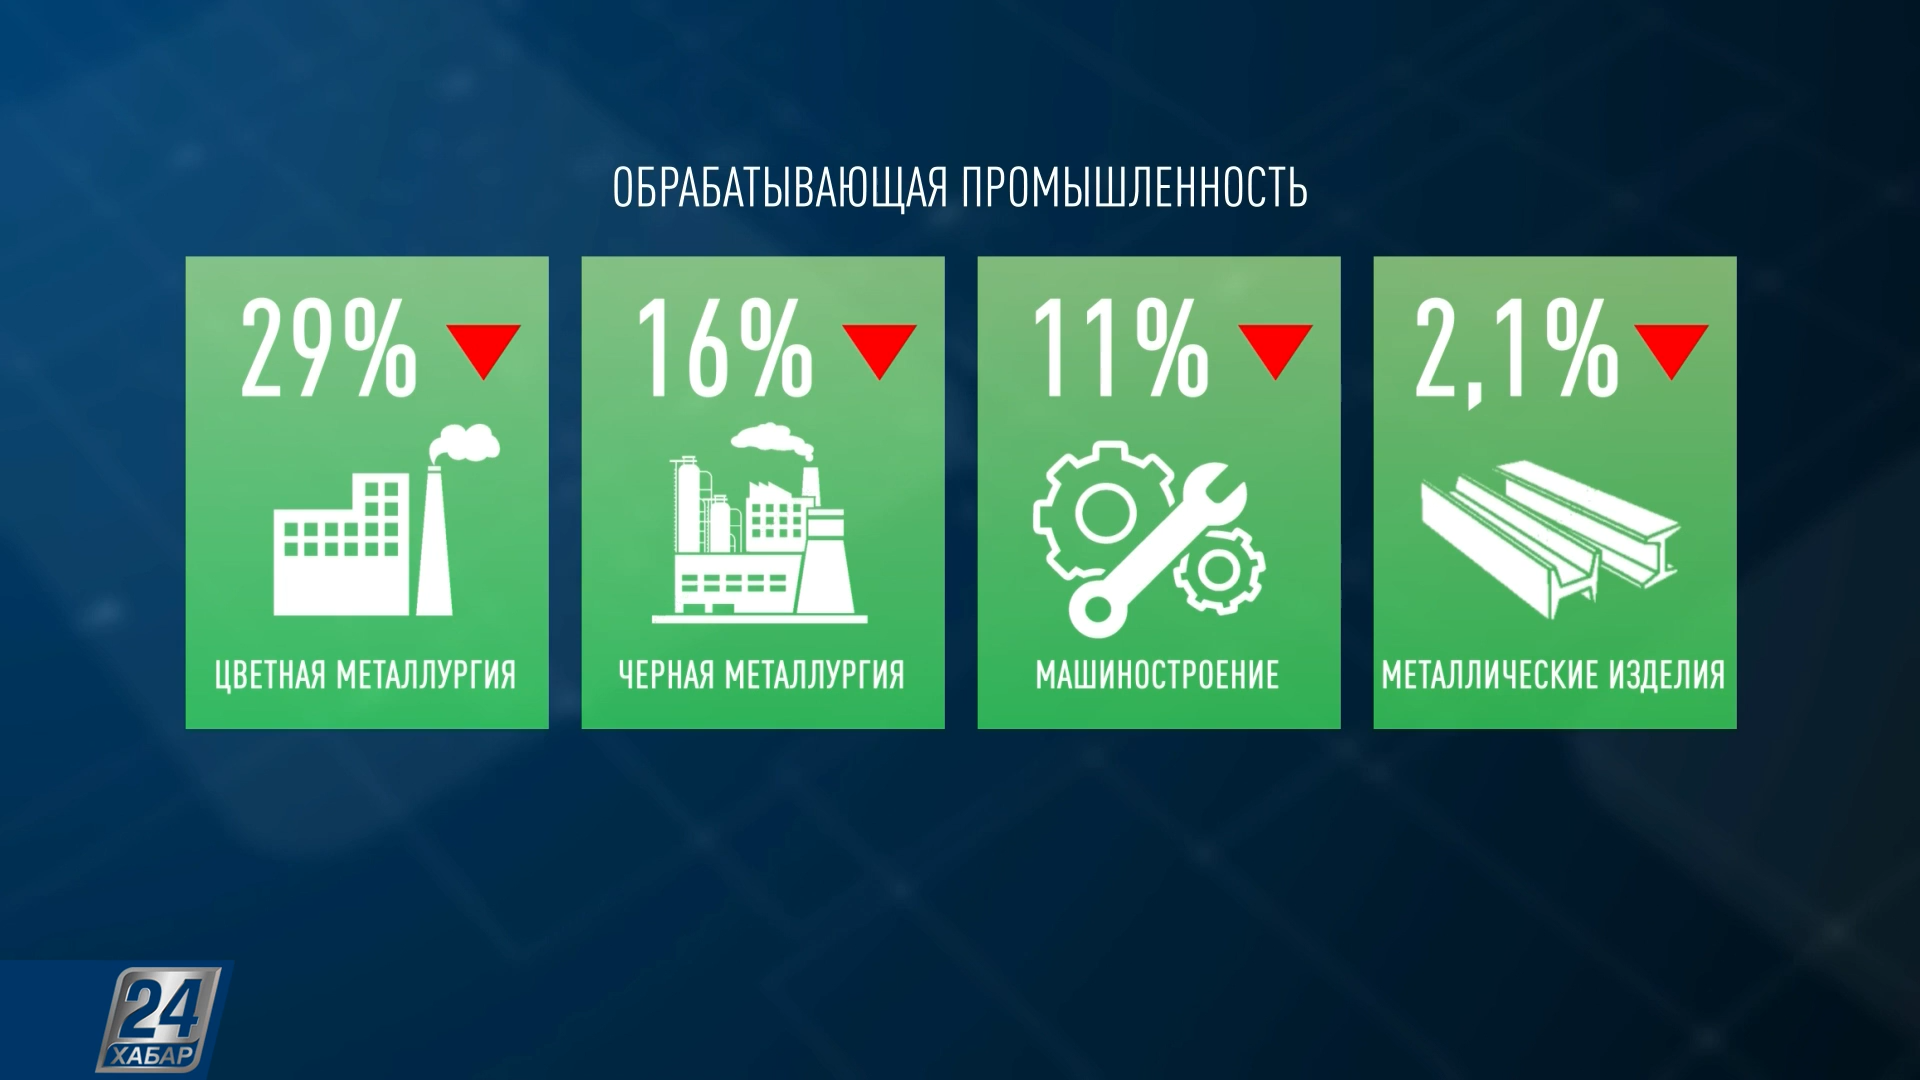 ОБРАБАТЫВАЮЩАЯ ПРОМЫШЛЕННОСТЬ
29%
ЦВЕТНАЯ МЕТАЛЛУРГИЯ
16%
ЧЕРНАЯ МЕТАЛЛУРГИЯ
11%
МАШИНОСТРОЕНИЕ
2,1%
МЕТАЛЛИЧЕСКИЕ ИЗДЕЛИЯ
24
ХАБАР